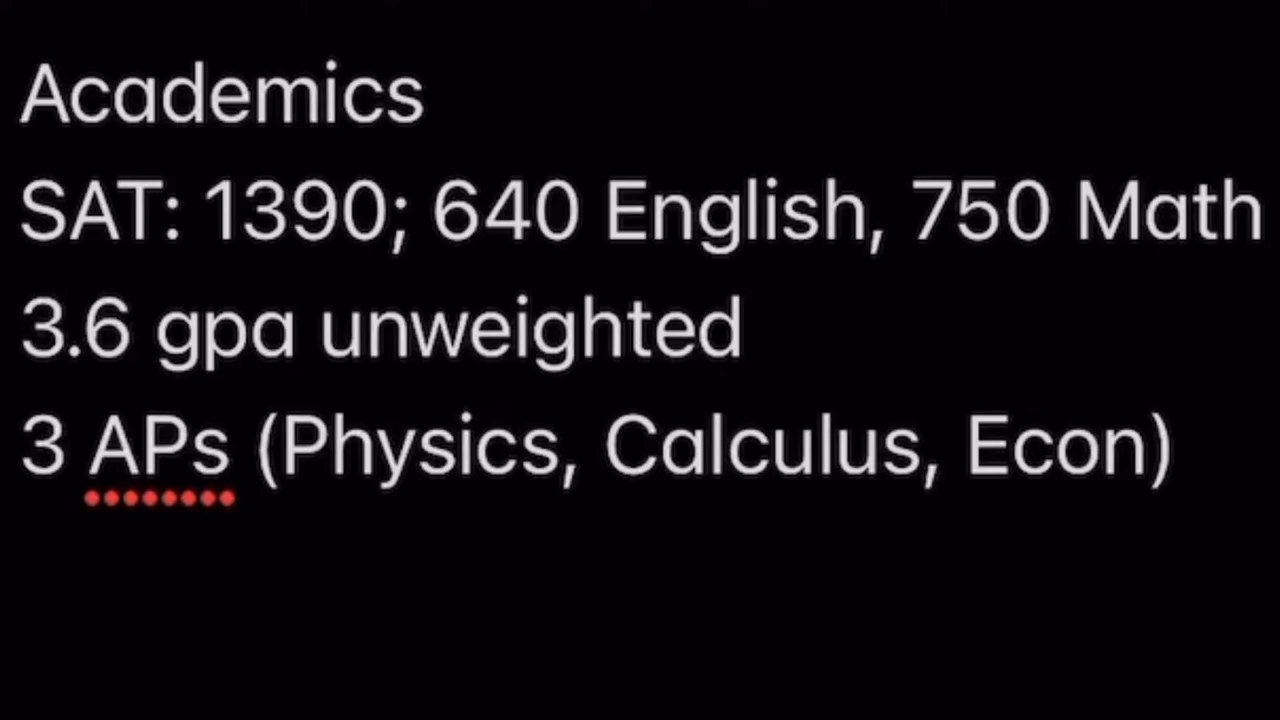 Academics
SAT: 1390; 640 English, 750 Math
3.6 gpa unweighted
3 APs (Physics, Calculus, Econ)